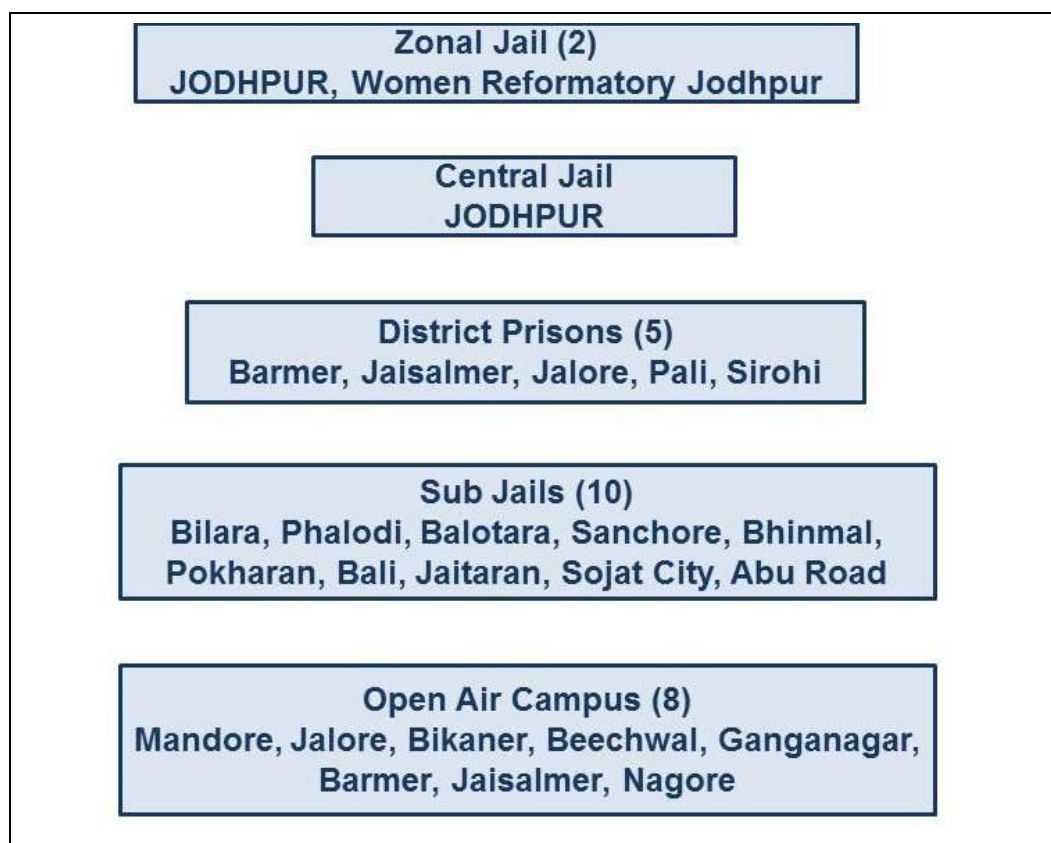 Zonal Jail (2)
JODHPUR, Women Reformatory Jodhpur
Central Jail
JODHPUR
District Prisons (5)
Barmer, Jaisalmer, Jalore, Pali, Sirohi
Sub Jails (10)
Bilara, Phalodi, Balotara, Sanchore, Bhinmal,
Pokharan, Bali, Jaitaran, Sojat City, Abu Road
Open Air Campus (8)
Mandore, Jalore, Bikaner, Beechwal, Ganganagar,
Barmer, Jaisalmer, Nagore